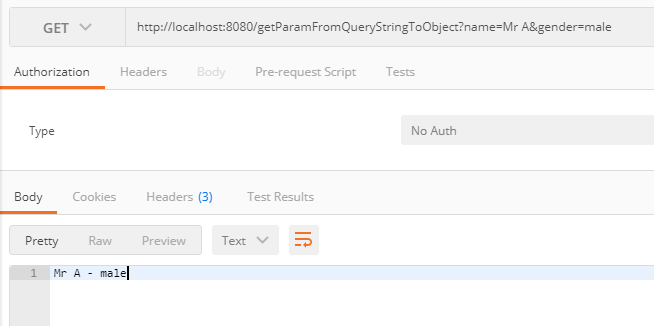 GET http://localhost:8080/getParamFromQueryStringToObject?name=Mr A&gender=male
Authorization Headers Body Pre-request Script Tests
Type No Auth
Body Cookies Headers (3) Test Results
Pretty Raw Preview Text
1 Mr A - male